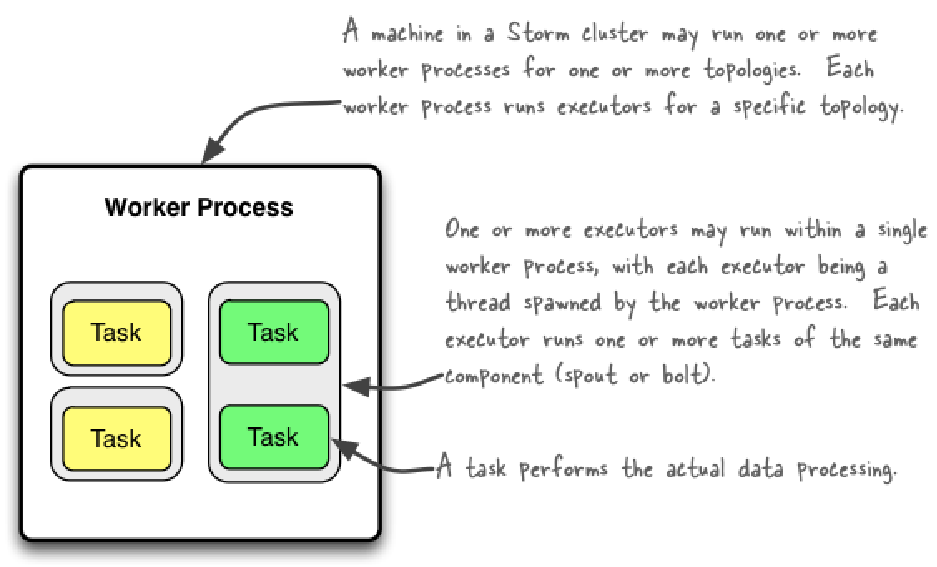 A machine in a Storm cluster may run one or more
worker processes for one or more topologies. Each
worker process runs executors for a specific topology.
Worker Process
One or more executors may run within a single
worker process, with each executor being a
thread spawned by the worker process. Each
executor runs one or more tasks of the same
component (spout or bolt).
Task
Task
Task
Task
A task performs the actual data processing.